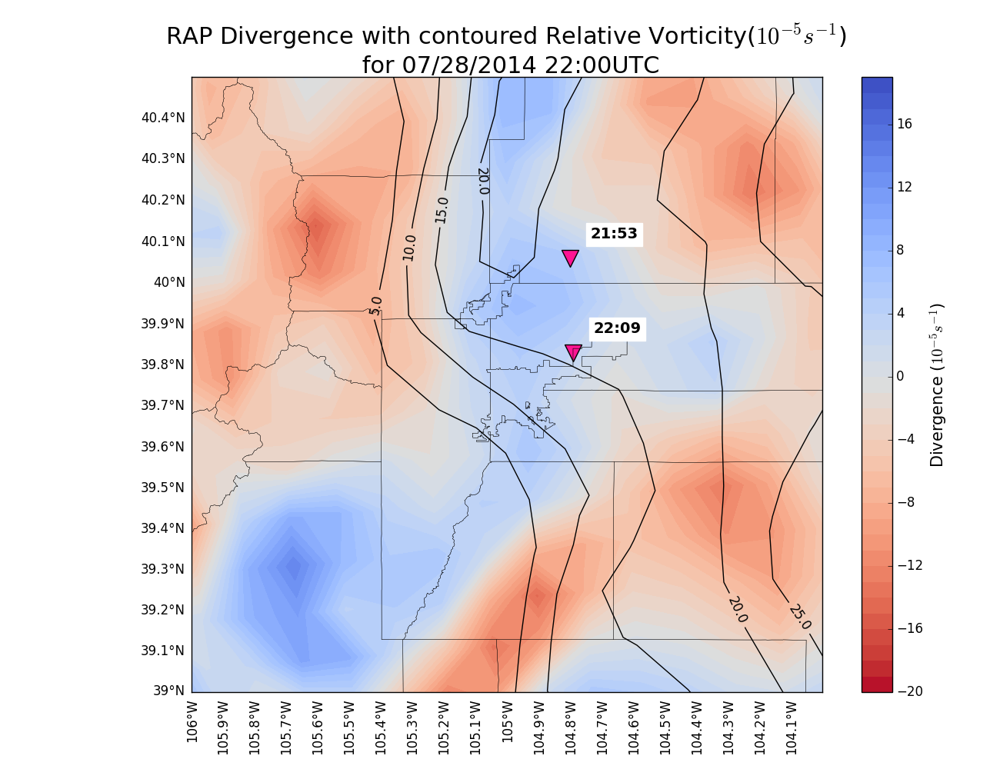 RAP Divergence with contoured Relative Vorticity(10⁻⁵s⁻¹)
for 07/28/2014 22:00UTC
40.4°N
40.3°N
40.2°N
40.1°N
40°N
39.9°N
39.8°N
39.7°N
39.6°N
39.5°N
39.4°N
39.3°N
39.2°N
39.1°N
39°N
20.0
15.0
10.0
5.0
21:53
22:09
20.0
25.0
106°W
105.9°W
105.8°W
105.7°W
105.6°W
105.5°W
105.4°W
105.3°W
105.2°W
105.1°W
105°W
104.9°W
104.8°W
104.7°W
104.6°W
104.5°W
104.4°W
104.3°W
104.2°W
104.1°W
16
12
8
4
0
−4
−8
−12
−16
−20
Divergence (10⁻⁵s⁻¹)